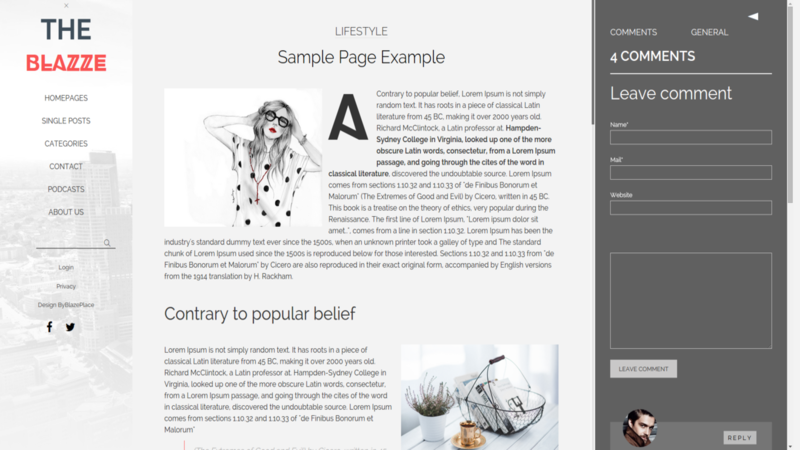 THE
BLAZZE
HOMEPAGES
SINGLE POSTS
CATEGORIES
CONTACT
PODCASTS
ABOUT US
Login
Privacy
Design ByBlazePlace
LIFESTYLE
Sample Page Example
A
Contrary to popular belief, Lorem Ipsum is not simply
random text. It has roots in a piece of classical Latin
literature from 45 BC, making it over 2000 years old.
Richard McClintock, a Latin professor at. Hampden-
Sydney College in Virginia, looked up one of the more
obscure Latin words, consectetur, from a Lorem Ipsum
passage, and going through the cites of the word in
classical literature, discovered the undoubtable source. Lorem Ipsum
comes from sections 1.10.32 and 1.10.33 of "de Finibus Bonorum et
Malorum" (The Extremes of Good and Evil) by Cicero, written in 45 BC.
This book is a treatise on the theory of ethics, very popular during the
Renaissance. The first line of Lorem Ipsum, "Lorem ipsum dolor sit
amet..", comes from a line in section 1.10.32. Lorem Ipsum has been the
industry's standard dummy text ever since the 1500s, when an unknown printer took a galley of type and The standard
chunk of Lorem Ipsum used since the 1500s is reproduced below for those interested. Sections 1.10.32 and 1.10.33 from "de
Finibus Bonorum et Malorum" by Cicero are also reproduced in their exact original form, accompanied by English versions
from the 1914 translation by H. Rackham.
Contrary to popular belief
Lorem Ipsum is not simply random text. It has roots in a piece of
classical Latin literature from 45 BC, making it over 2000 years old.
Richard McClintock, a Latin professor at Hampden-Sydney College in
Virginia, looked up one of the more obscure Latin words, consectetur,
from a Lorem Ipsum passage, and going through the cites of the word
in classical literature, discovered the undoubtable source. Lorem Ipsum
comes from sections 1.10.32 and 1.10.33 of "de Finibus Bonorum et
Malorum"
COMMENTS GENERAL
4 COMMENTS
Leave comment
Name*
Mail*
Website
LEAVE COMMENT
REPLY